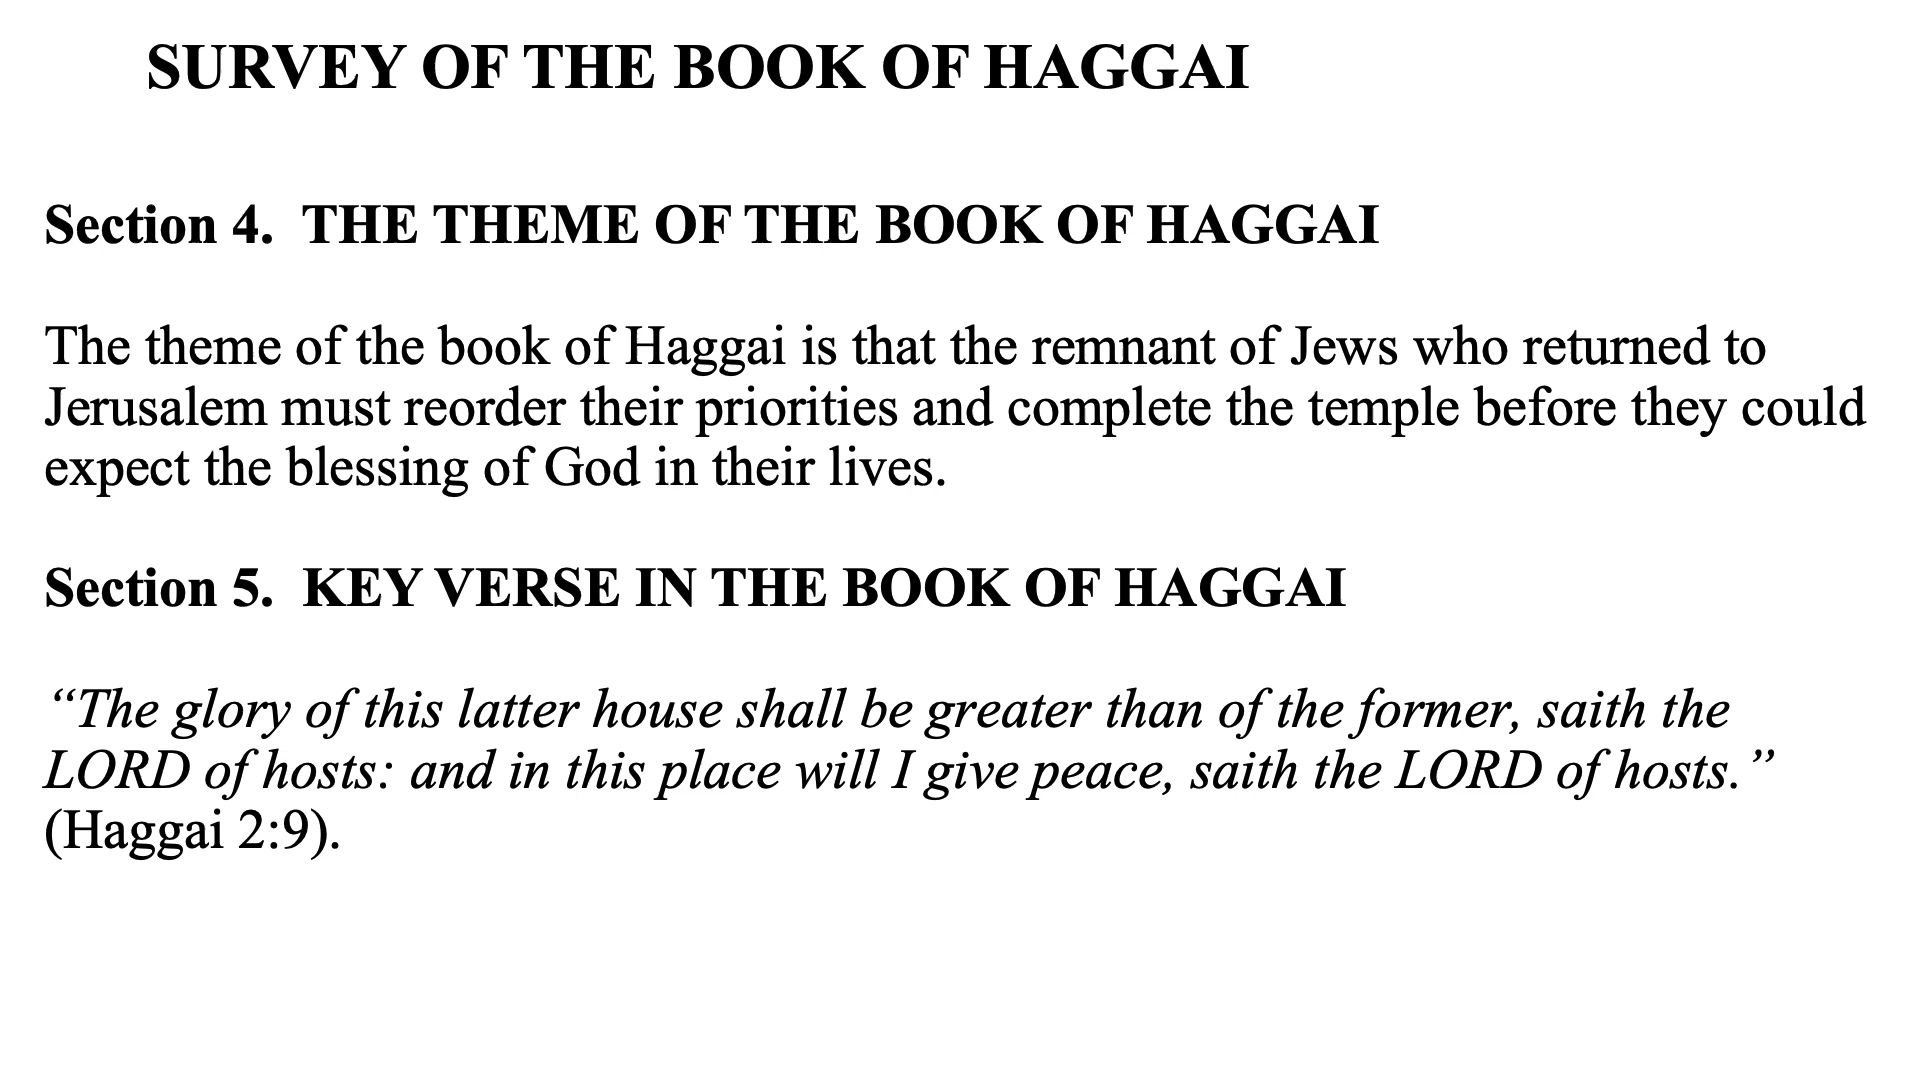 SURVEY OF THE BOOK OF HAGGAI
Section 4.  THE THEME OF THE BOOK OF HAGGAI
The theme of the book of Haggai is that the remnant of Jews who returned to
Jerusalem must reorder their priorities and complete the temple before they could
expect the blessing of God in their lives.
Section 5.  KEY VERSE IN THE BOOK OF HAGGAI
“The glory of this latter house shall be greater than of the former, saith the
LORD of hosts: and in this place will I give peace, saith the LORD of hosts.”
(Haggai 2:9).